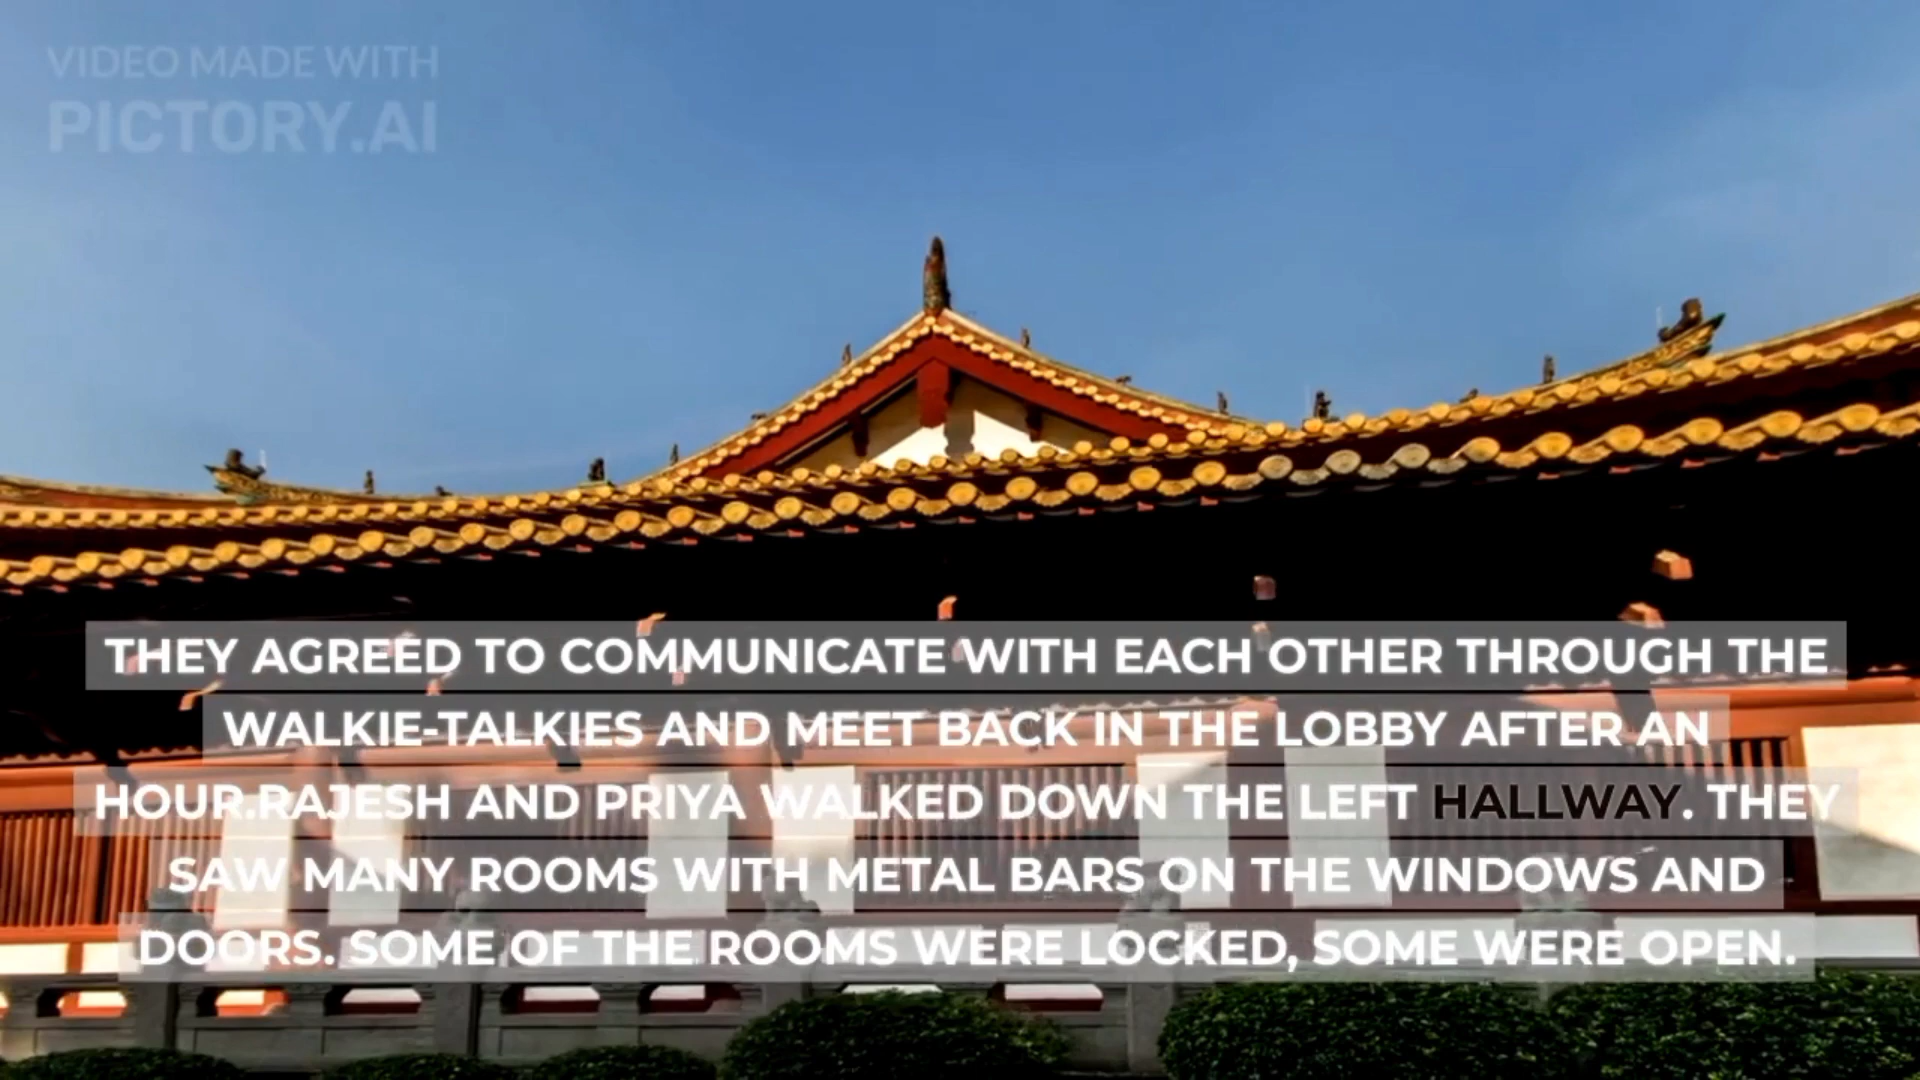 VIDEO MADE WITH
PICTORY.AI
THEY AGREED TO COMMUNICATE WITH EACH OTHER THROUGH THE
WALKIE-TALKIES AND MEET BACK IN THE LOBBY AFTER AN
HOUR.RAJESH AND PRIYA WALKED DOWN THE LEFT HALLWAY. THEY
SAW MANY ROOMS WITH METAL BARS ON THE WINDOWS AND
DOORS. SOME OF THE ROOMS WERE LOCKED, SOME WERE OPEN.